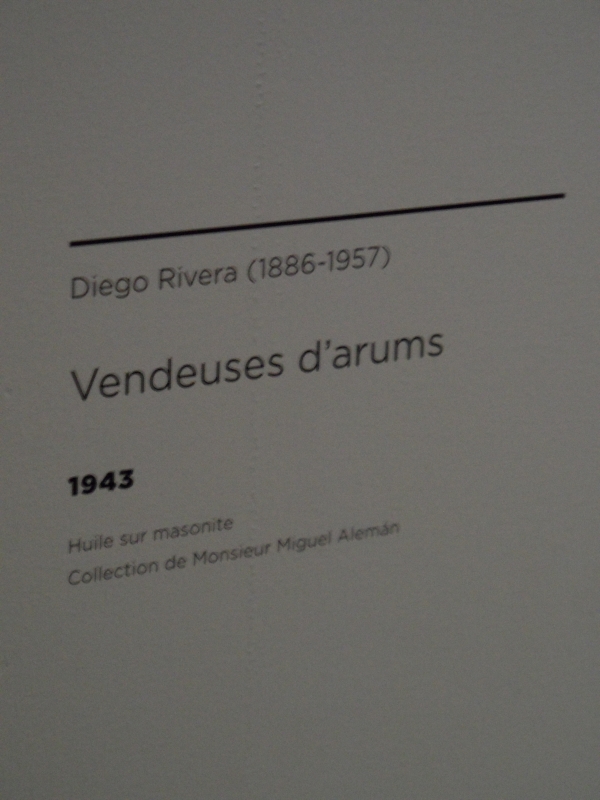 Diego Rivera (1886-1957)
Vendeuses d'arums
1943
Huile sur masonite
Collection de Monsieur Miguel Alemán